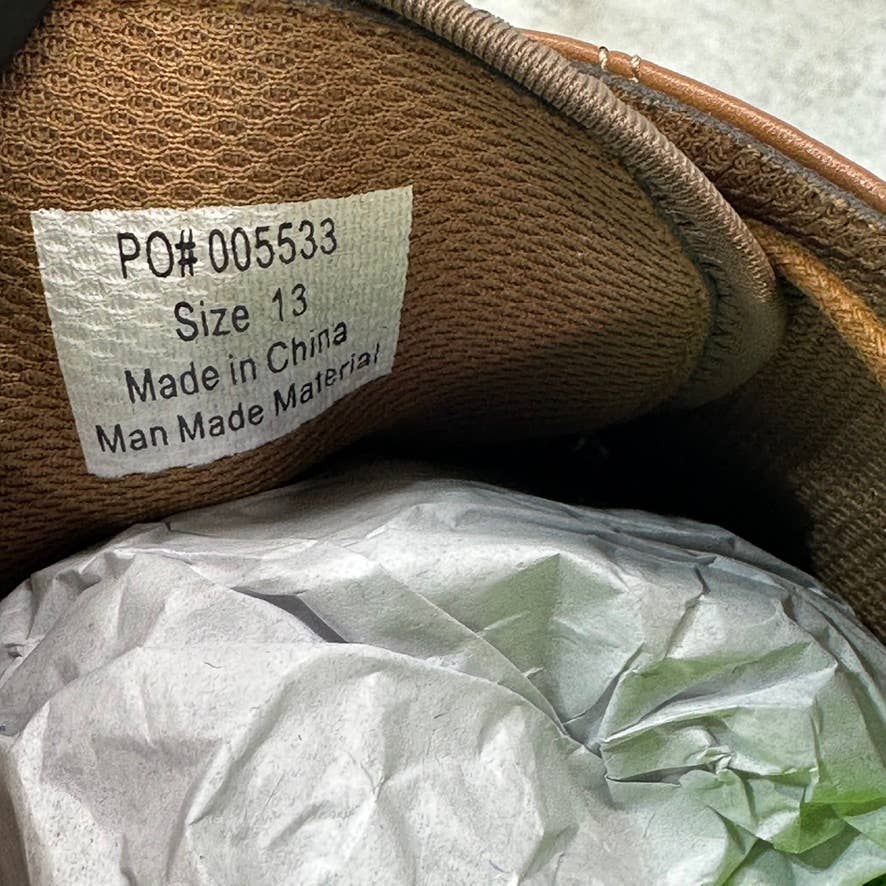 PO# 005533
Size 13
Made in China
Man Made Material